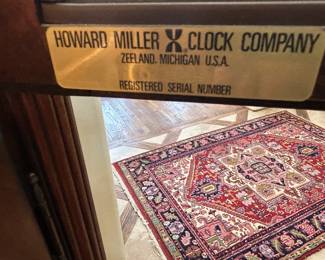 HOWARD MILLER CLOCK COMPANY
ZEELAND, MICHIGAN U.S.A.
REGISTERED SERIAL NUMBER